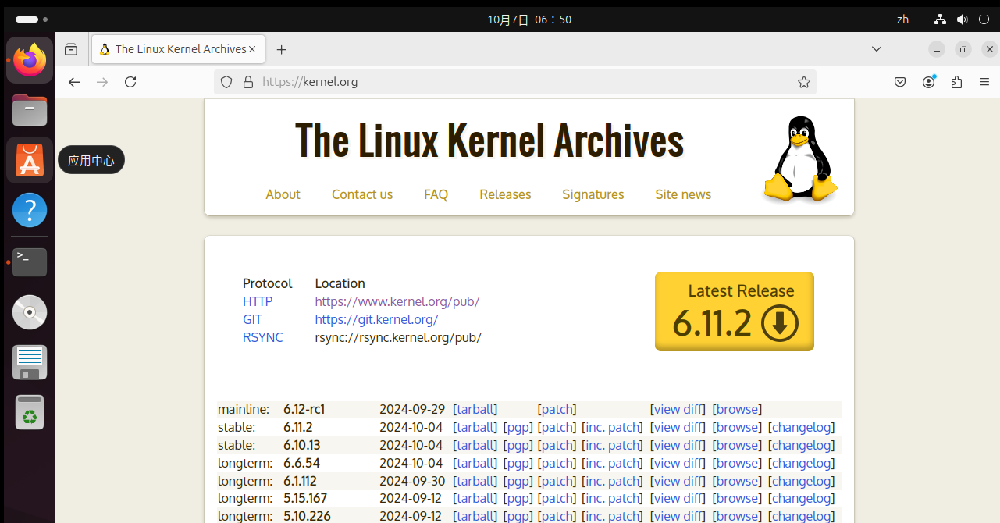 10月7日 06：50
zh
The Linux Kernel Archives
https://kernel.org
The Linux Kernel Archives
About Contact us FAQ Releases Signatures Site news
应用中心
?
>_
Protocol Location
HTTP https://www.kernel.org/pub/
GIT https://git.kernel.org/
RSYNC rsync://rsync.kernel.org/pub/
Latest Release
6.11.2
mainline: 6.12-rc1 2024-09-29 [tarball] [patch] [view diff] [browse]
stable: 6.11.2 2024-10-04 [tarball] [pgp] [patch] [inc. patch] [view diff] [browse] [changelog]
stable: 6.10.13 2024-10-04 [tarball] [pgp] [patch] [inc. patch] [view diff] [browse] [changelog]
longterm: 6.6.54 2024-10-04 [tarball] [pgp] [patch] [inc. patch] [view diff] [browse] [changelog]
longterm: 6.1.112 2024-09-30 [tarball] [pgp] [patch] [inc. patch] [view diff] [browse] [changelog]
longterm: 5.15.167 2024-09-12 [tarball] [pgp] [patch] [inc. patch] [view diff] [browse] [changelog]
longterm: 5.10.226 2024-09-12 [tarball] [pgp] [patch] [inc. patch] [view diff] [browse] [changelog]